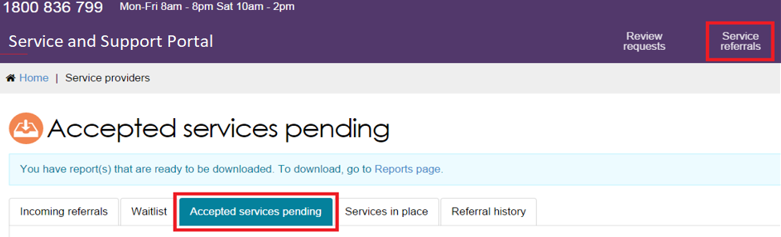 1800 836 799 Mon-Fri 8am - 8pm Sat 10am - 2pm
Service and Support Portal
Review
requests
Service
referrals
Home | Service providers
Accepted services pending
You have report(s) that are ready to be downloaded. To download, go to Reports page.
Incoming referrals Waitlist Accepted services pending Services in place Referral history